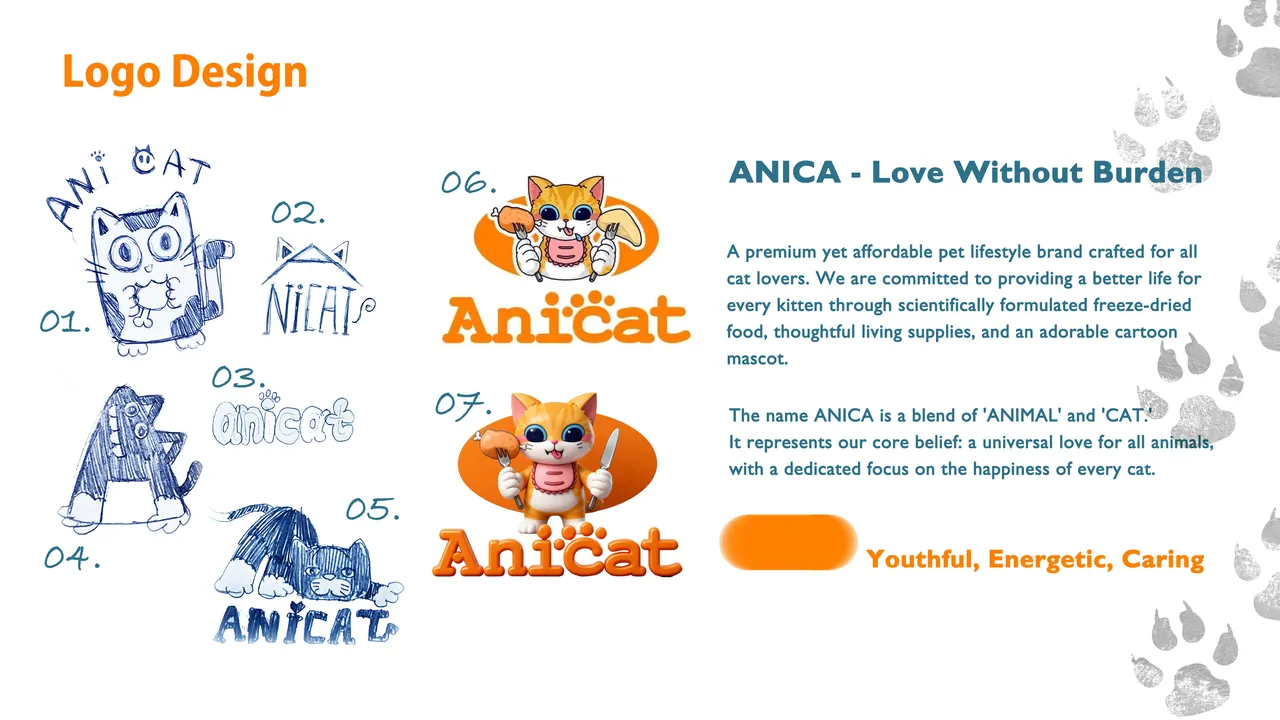 Logo Design
ANi CAT
01.
02.
NiCATS
03.
anicat
04.
05.
ANiCAT
06.
Anicat
07.
Anicat
ANICA - Love Without Burden
A premium yet affordable pet lifestyle brand crafted for all
cat lovers. We are committed to providing a better life for
every kitten through scientifically formulated freeze-dried
food, thoughtful living supplies, and an adorable cartoon
mascot.
The name ANICA is a blend of 'ANIMAL' and 'CAT.'
It represents our core belief: a universal love for all animals,
with a dedicated focus on the happiness of every cat.
Youthful, Energetic, Caring